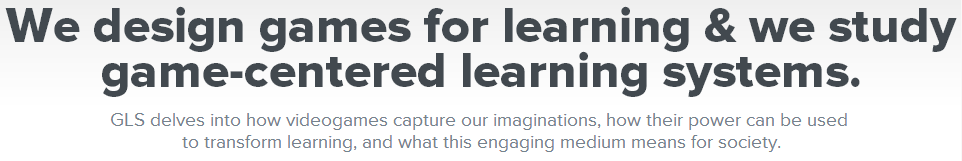 We design games for learning & we study
game-centered learning systems.
GLS delves into how videogames capture our imaginations, how their power can be used
to transform learning, and what this engaging medium means for society.